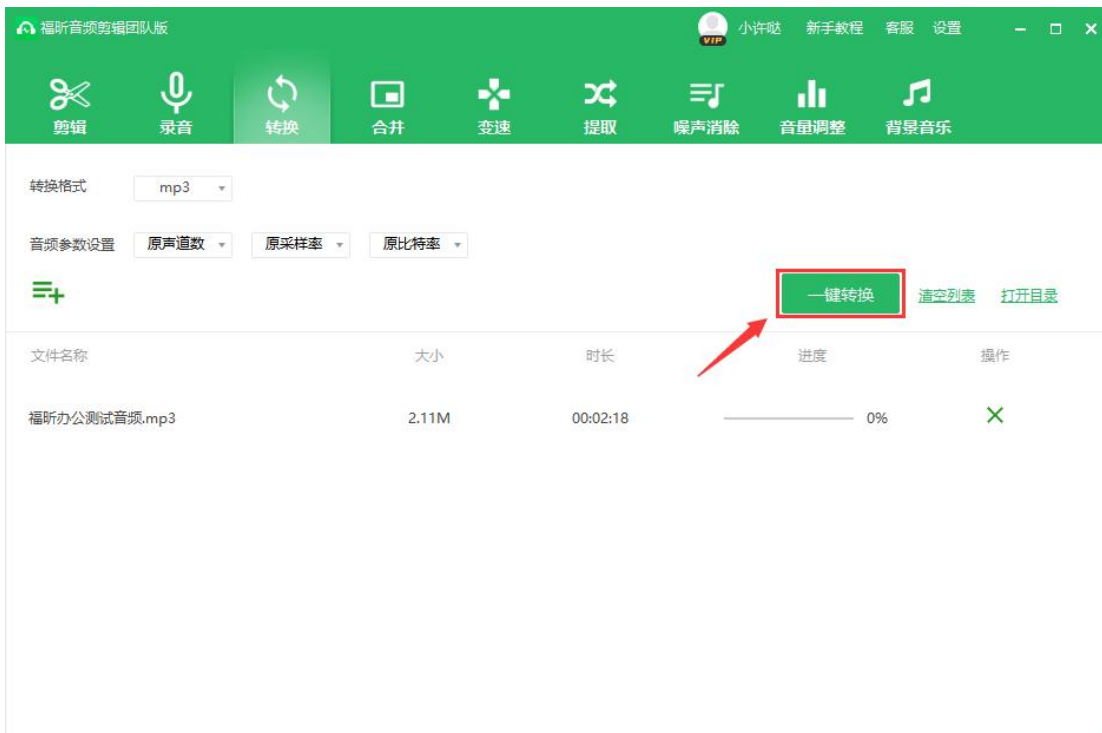 福昕音频剪辑团队版 VIP 小许哒 新手教程 客服 设置
剪辑 录音 转换 合并 变速 提取 噪声消除 音量调整 背景音乐
转换格式 mp3
音频参数设置 原声道数 原采样率 原比特率
一键转换 清空列表 打开目录
文件名称 大小 时长 进度 操作
福昕办公测试音频.mp3 2.11M 00:02:18 0%